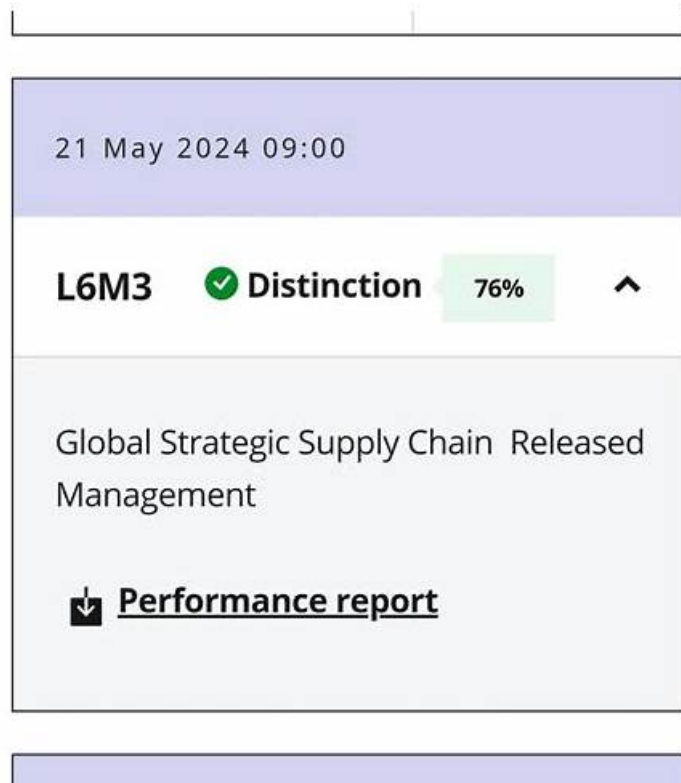 21 May 2024 09:00
L6M3 Distinction 76%
Global Strategic Supply Chain Released
Management
Performance report